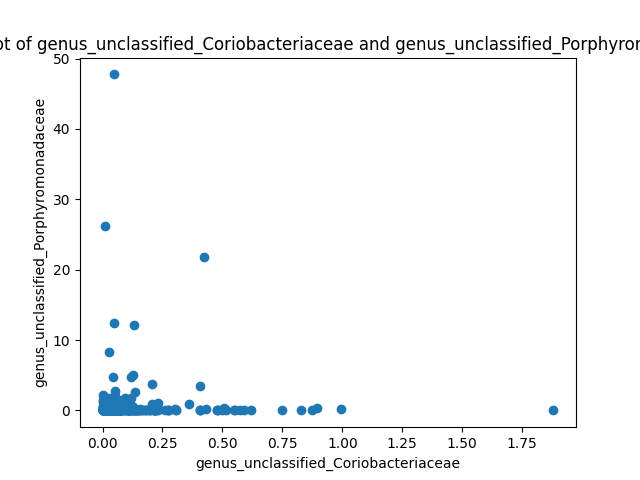 ot of genus_unclassified_Coriobacteriaceae and genus_unclassified_Porphyrom
50
40
30
20
10
0
genus_unclassified_Porphyromonadaceae
0.00 0.25 0.50 0.75 1.00 1.25 1.50 1.75
genus_unclassified_Coriobacteriaceae